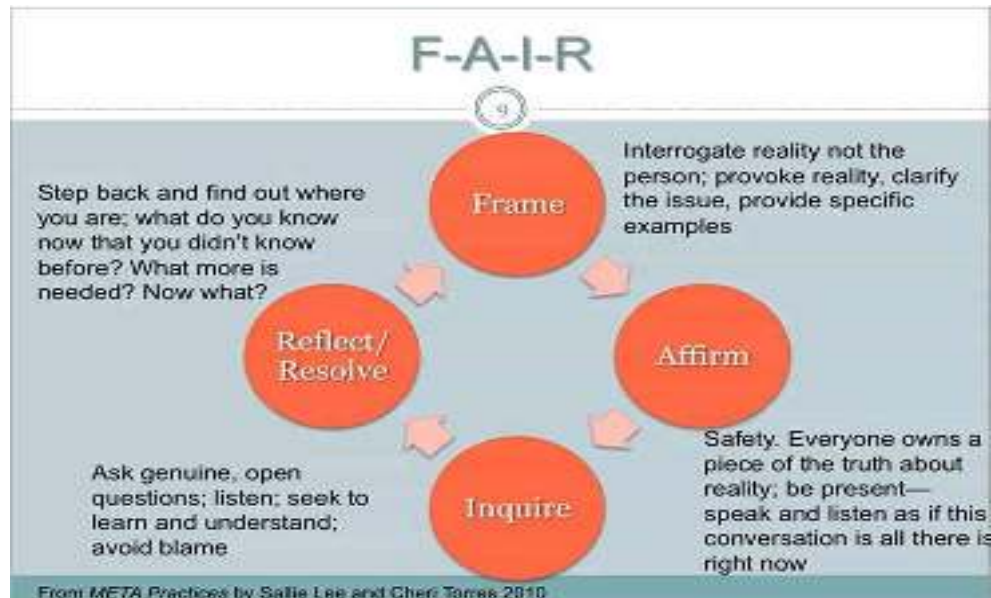 F-A-I-R
9
Frame
Interrogate reality not the
person; provoke reality, clarify
the issue, provide specific
examples
Affirm
Safety. Everyone owns a
piece of the truth about
reality; be present—
speak and listen as if this
conversation is all there is
right now
Inquire
Ask genuine, open
questions; listen; seek to
learn and understand;
avoid blame
Reflect/
Resolve
Step back and find out where
you are; what do you know
now that you didn't know
before? What more is
needed? Now what?
From META Practices by Sallie Lee and Cheri Torres 2010